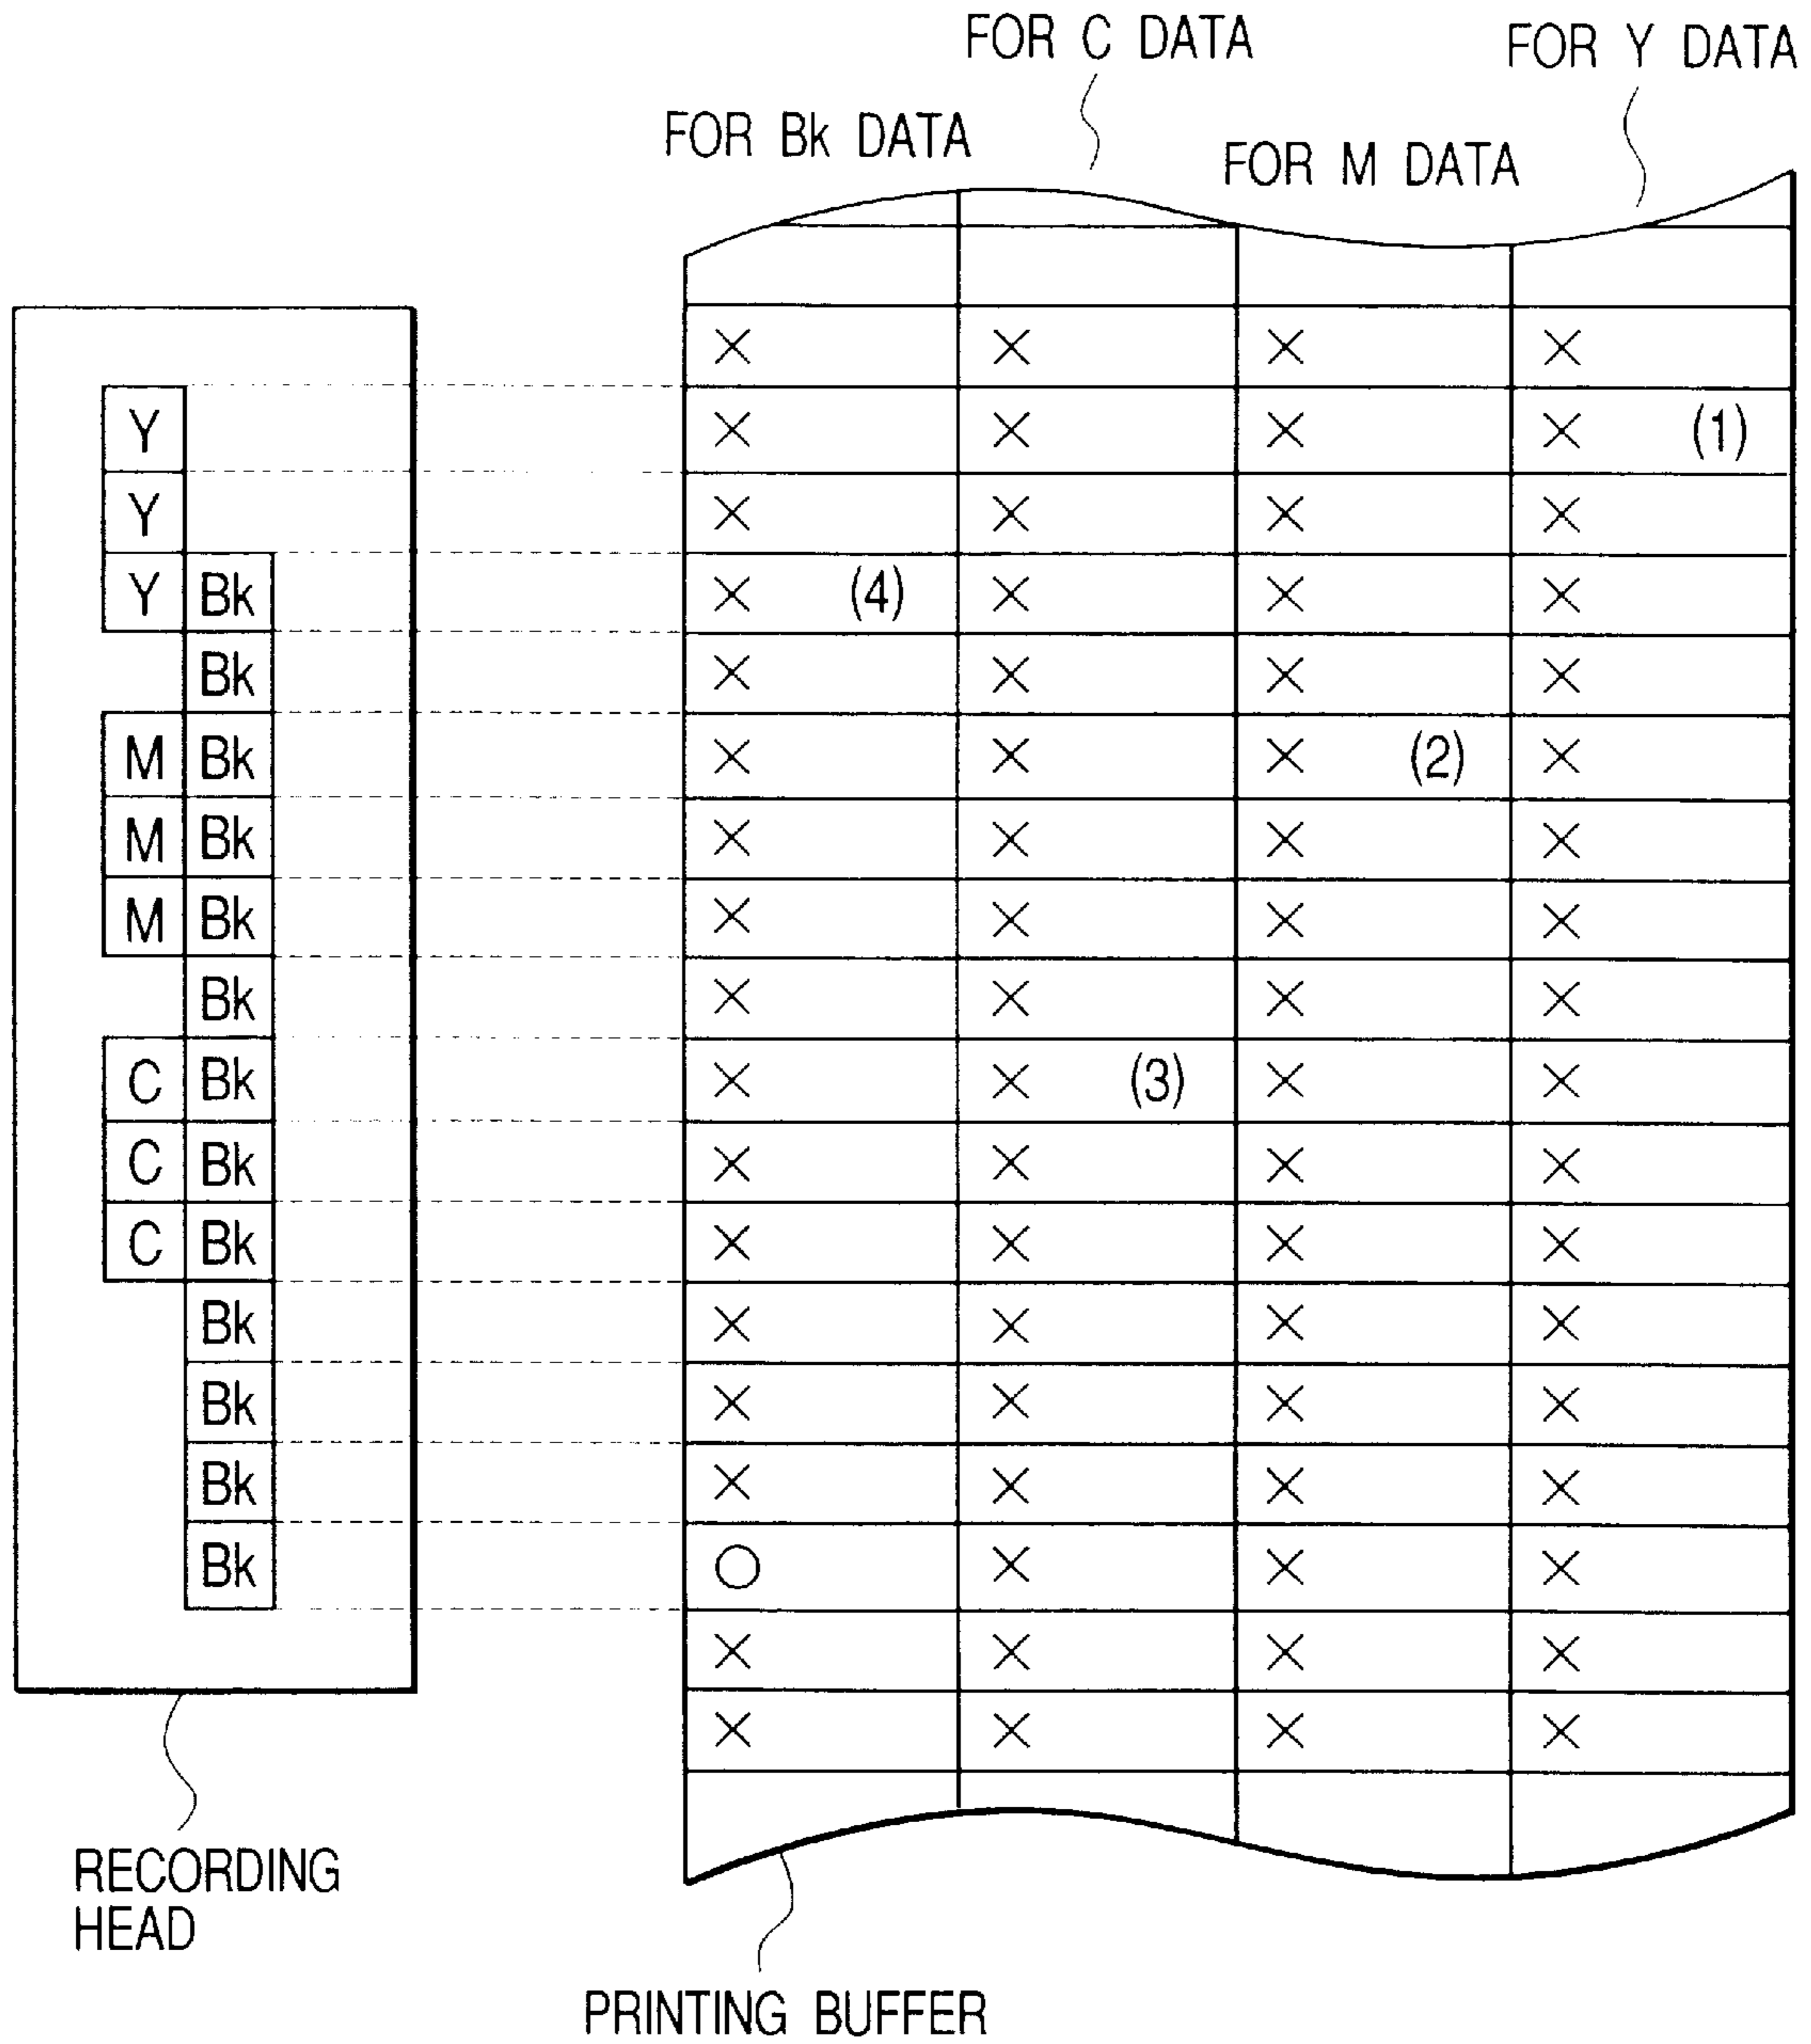 FOR C DATA
FOR Y DATA
FOR Bk DATA
FOR M DATA
× × × ×
Y × × × × (1)
Y × × × ×
Y Bk × (4) × × ×
Bk × × × ×
M Bk × × × (2) ×
M Bk × × × ×
M Bk × × × ×
Bk × × × ×
C Bk × × (3) × ×
C Bk × × × ×
C Bk × × × ×
Bk × × × ×
Bk × × × ×
Bk × × × ×
Bk ○ × × ×
× × × ×
× × × ×
RECORDING
HEAD
PRINTING BUFFER